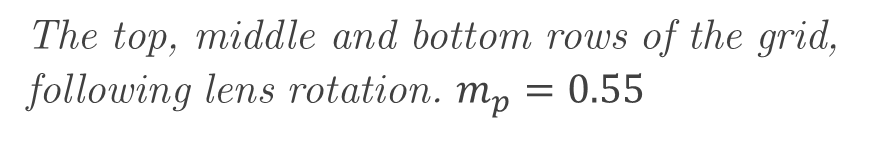 The top, middle and bottom rows of the grid,
following lens rotation. mₚ = 0.55